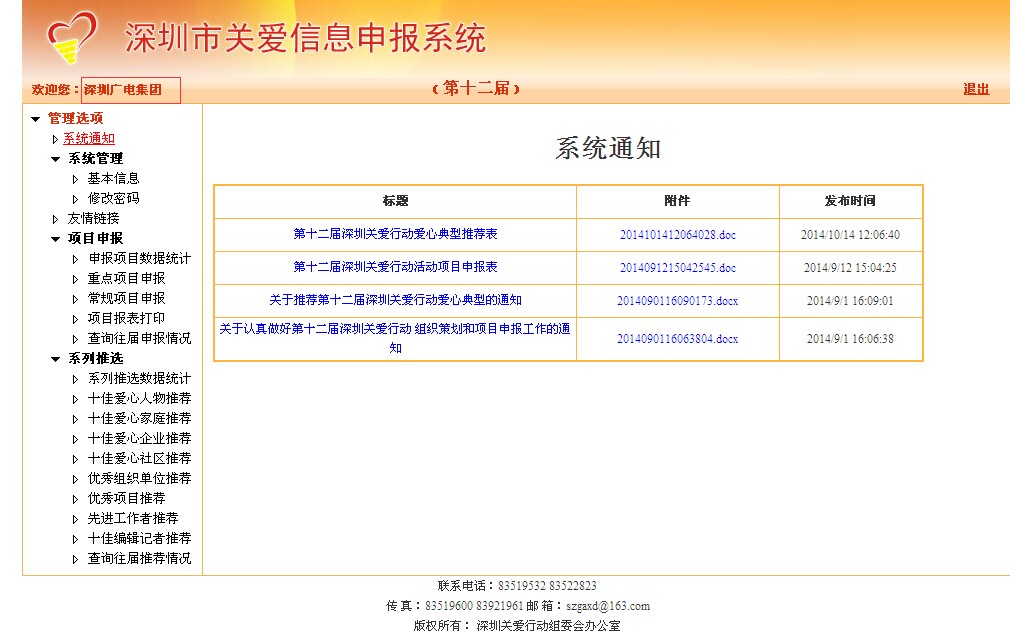 深圳市关爱信息申报系统
欢迎您：深圳广电集团
（第十二届）
退出
管理选项
系统通知
系统管理
基本信息
修改密码
友情链接
项目申报
申报项目数据统计
重点项目申报
常规项目申报
项目报表打印
查询往届申报情况
系列推选
系列推选数据统计
十佳爱心人物推荐
十佳爱心家庭推荐
十佳爱心企业推荐
十佳爱心社区推荐
优秀组织单位推荐
优秀项目推荐
先进工作者推荐
十佳编辑记者推荐
查询往届推荐情况
系统通知
标题 附件 发布时间
第十二届深圳关爱行动爱心典型推荐表 2014101412064028.doc 2014/10/14 12:06:40
第十二届深圳关爱行动活动项目申报表 2014091215042545.doc 2014/9/12 15:04:25
关于推荐第十二届深圳关爱行动爱心典型的通知 2014090116090173.docx 2014/9/1 16:09:01
关于认真做好第十二届深圳关爱行动 组织策划和项目申报工作的通
知 2014090116063804.docx 2014/9/1 16:06:38
联系电话：83519532 83522823
传 真：83519600 83921961 邮 箱：szgaxd@163.com
版权所有： 深圳关爱行动组委会办公室